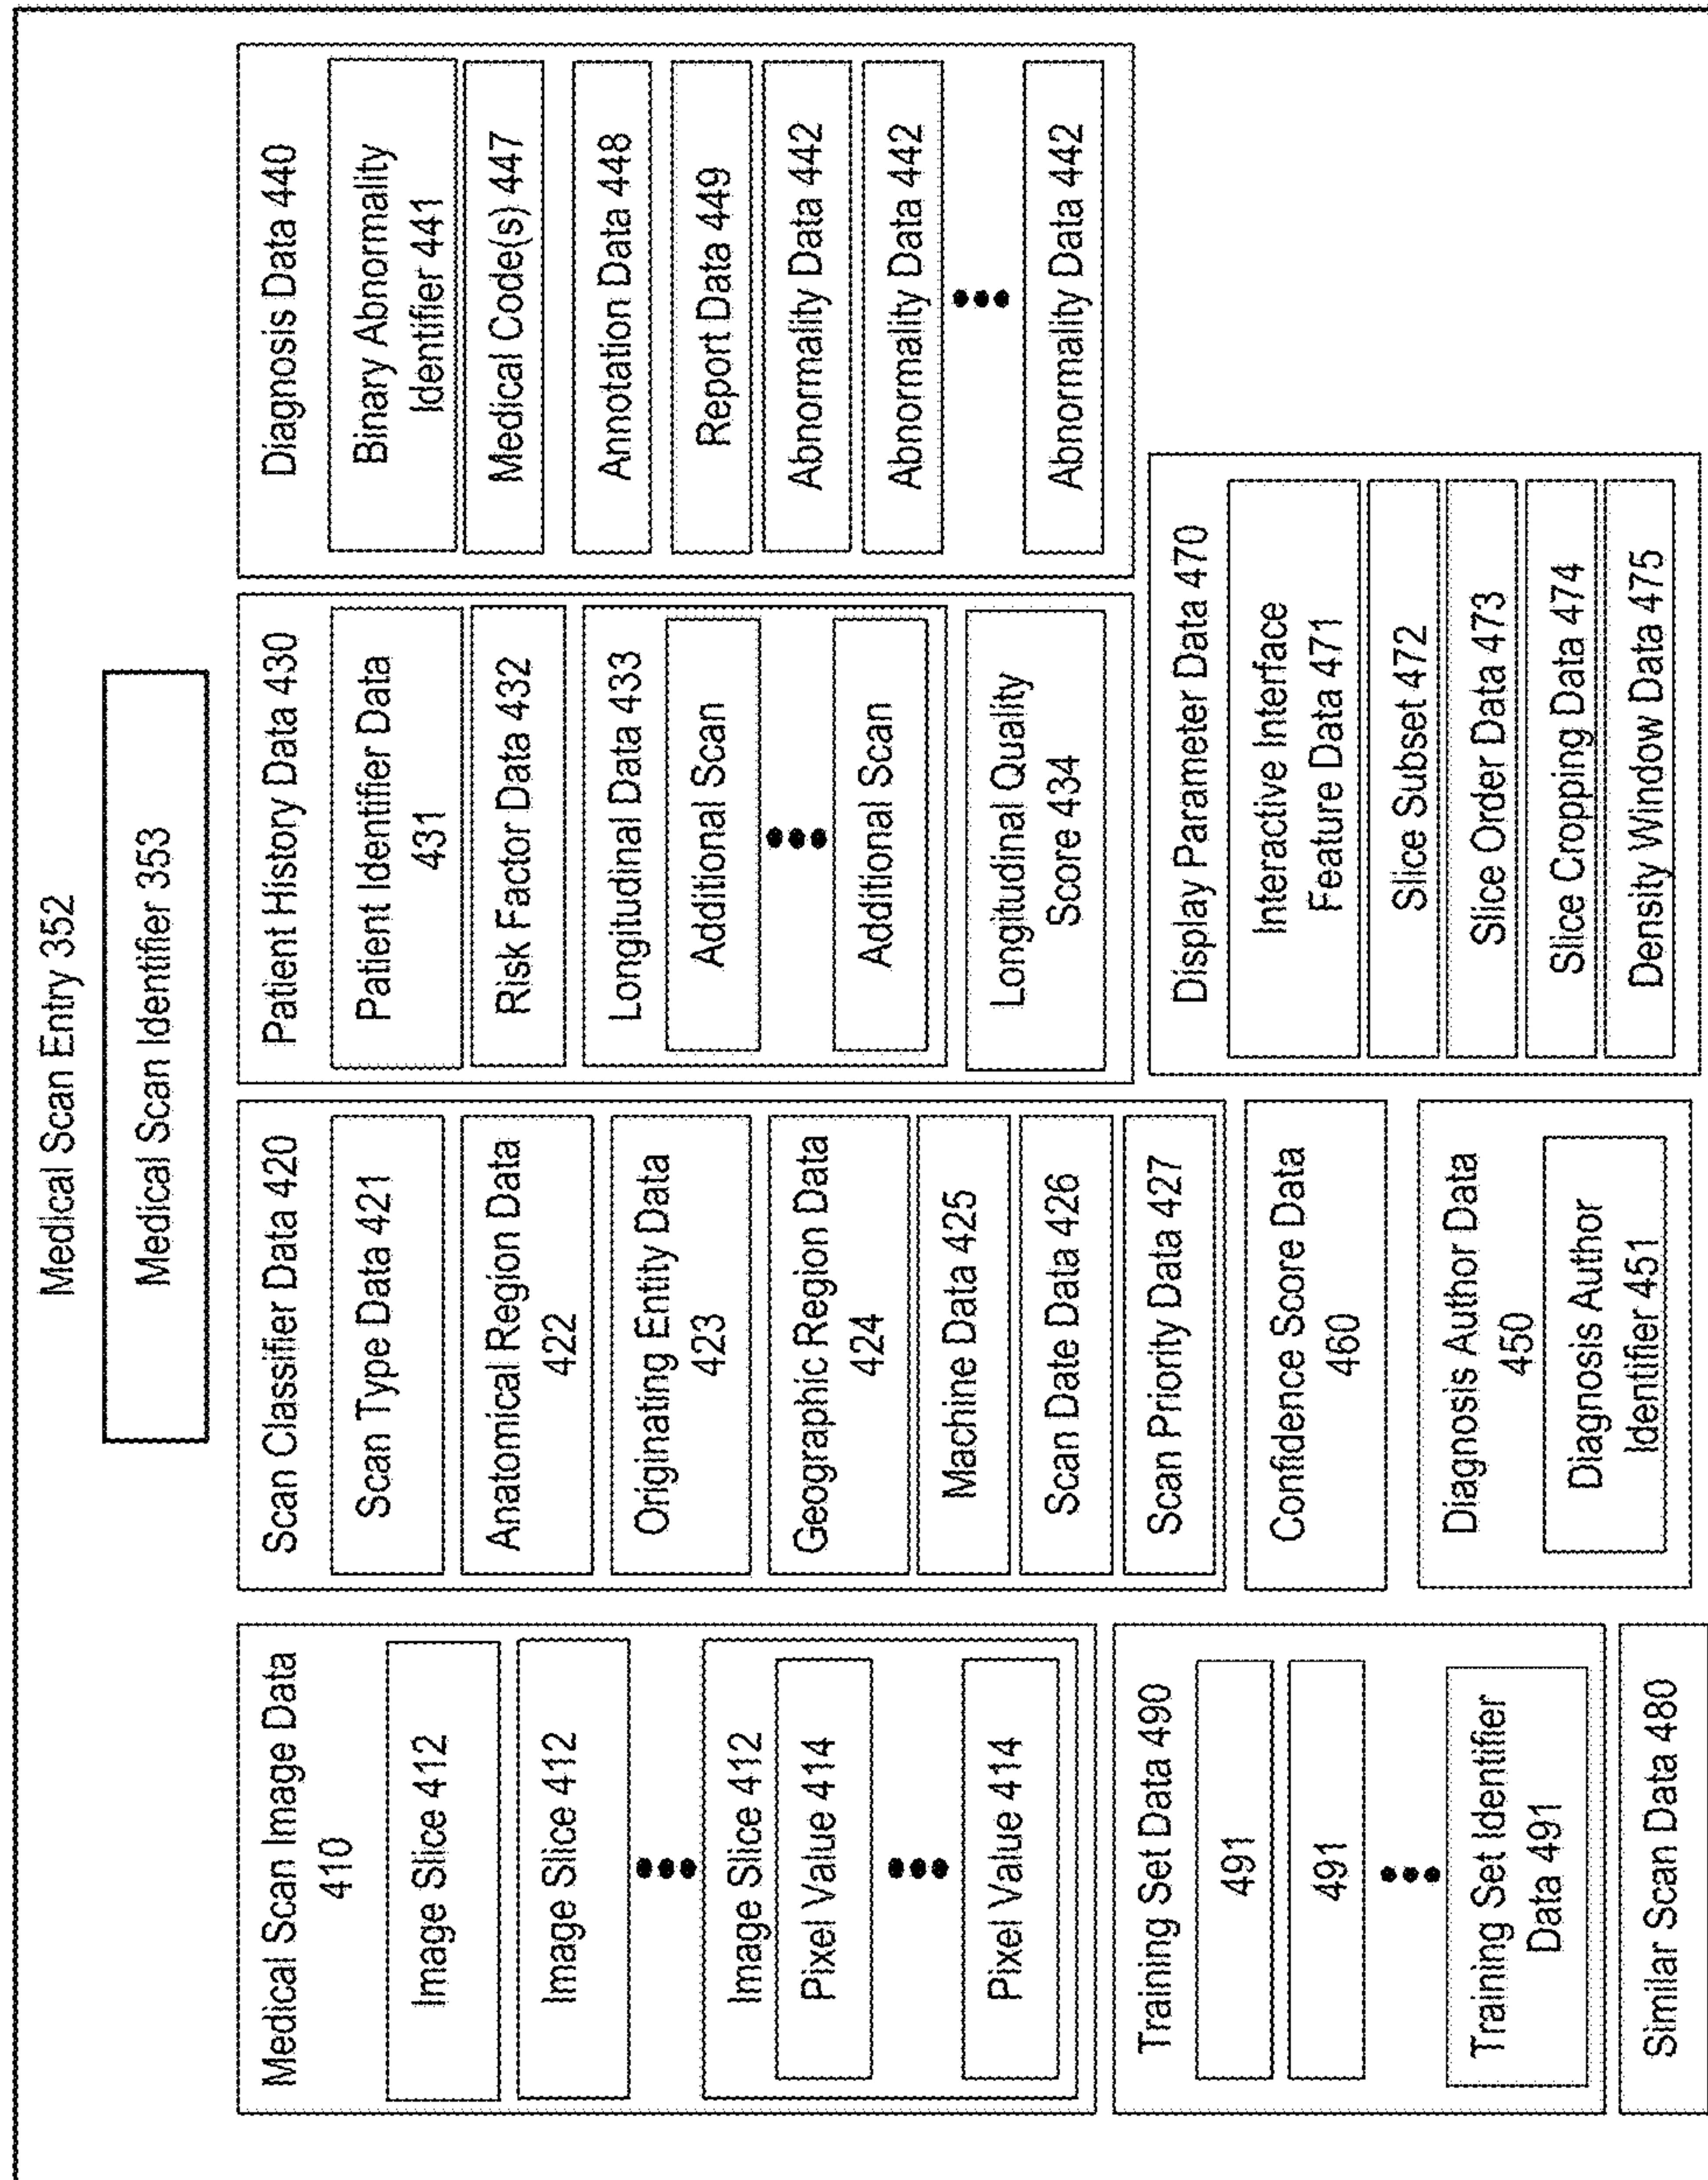 Medical Scan Entry 352
Medical Scan Identifier 353
Medical Scan Image Data
410
Image Slice 412
Image Slice 412
Image Slice 412
Pixel Value 414
Pixel Value 414
Training Set Data 490
491
491
Training Set Identifier
Data 491
Similar Scan Data 480
Scan Classifier Data 420
Scan Type Data 421
Anatomical Region Data
422
Originating Entity Data
423
Geographic Region Data
424
Machine Data 425
Scan Date Data 426
Scan Priority Data 427
Confidence Score Data
460
Diagnosis Author Data
450
Diagnosis Author
Identifier 451
Patient History Data 430
Patient Identifier Data
431
Risk Factor Data 432
Longitudinal Data 433
Additional Scan
Additional Scan
Longitudinal Quality
Score 434
Diagnosis Data 440
Binary Abnormality
Identifier 441
Medical Code(s) 447
Annotation Data 448
Report Data 449
Abnormality Data 442
Abnormality Data 442
Abnormality Data 442
Display Parameter Data 470
Interactive Interface
Feature Data 471
Slice Subset 472
Slice Order Data 473
Slice Cropping Data 474
Density Window Data 475